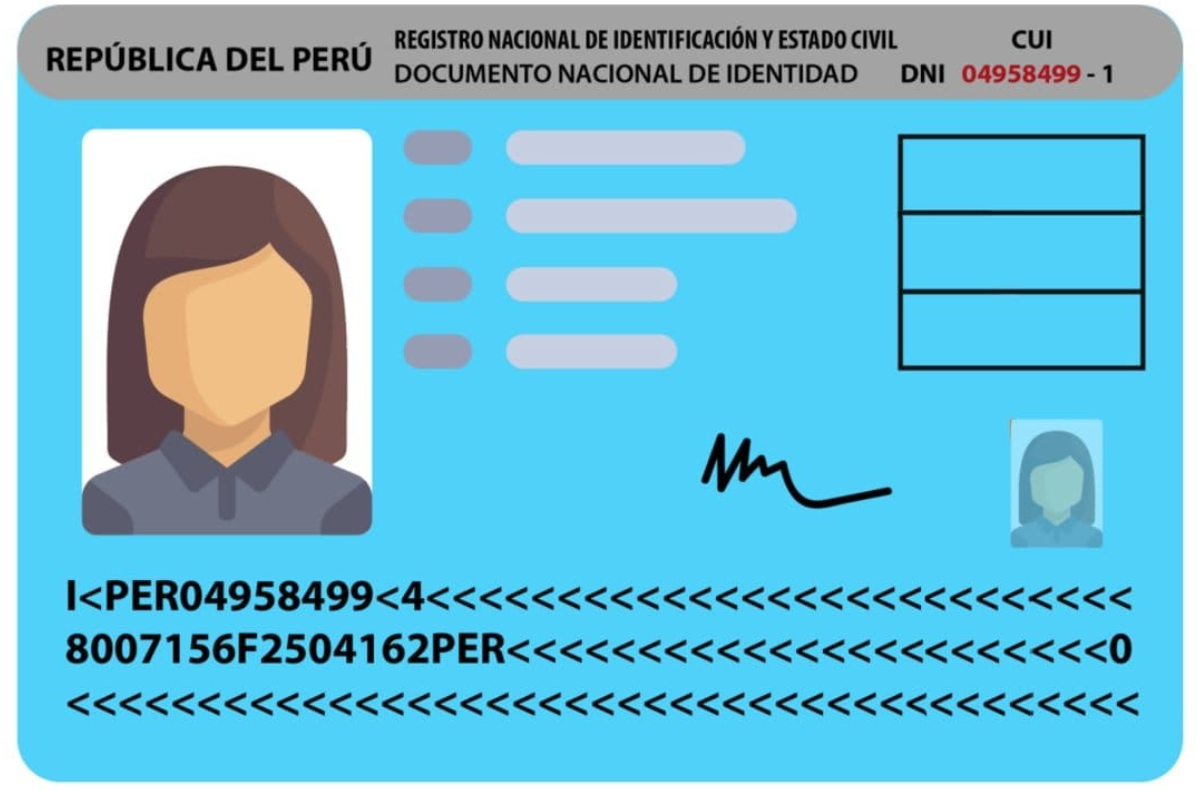 REPÚBLICA DEL PERÚ
REGISTRO NACIONAL DE IDENTIFICACIÓN Y ESTADO CIVIL
DOCUMENTO NACIONAL DE IDENTIDAD
CUI
DNI 04958499 - 1
I<PER04958499<4<<<<<<<<<<<<<<<<<<<<<<<<<<<
8007156F2504162PER<<<<<<<<<<<<<<<<<<<<<<<0
<<<<<<<<<<<<<<<<<<<<<<<<<<<<<<<<<<<<<<<<<